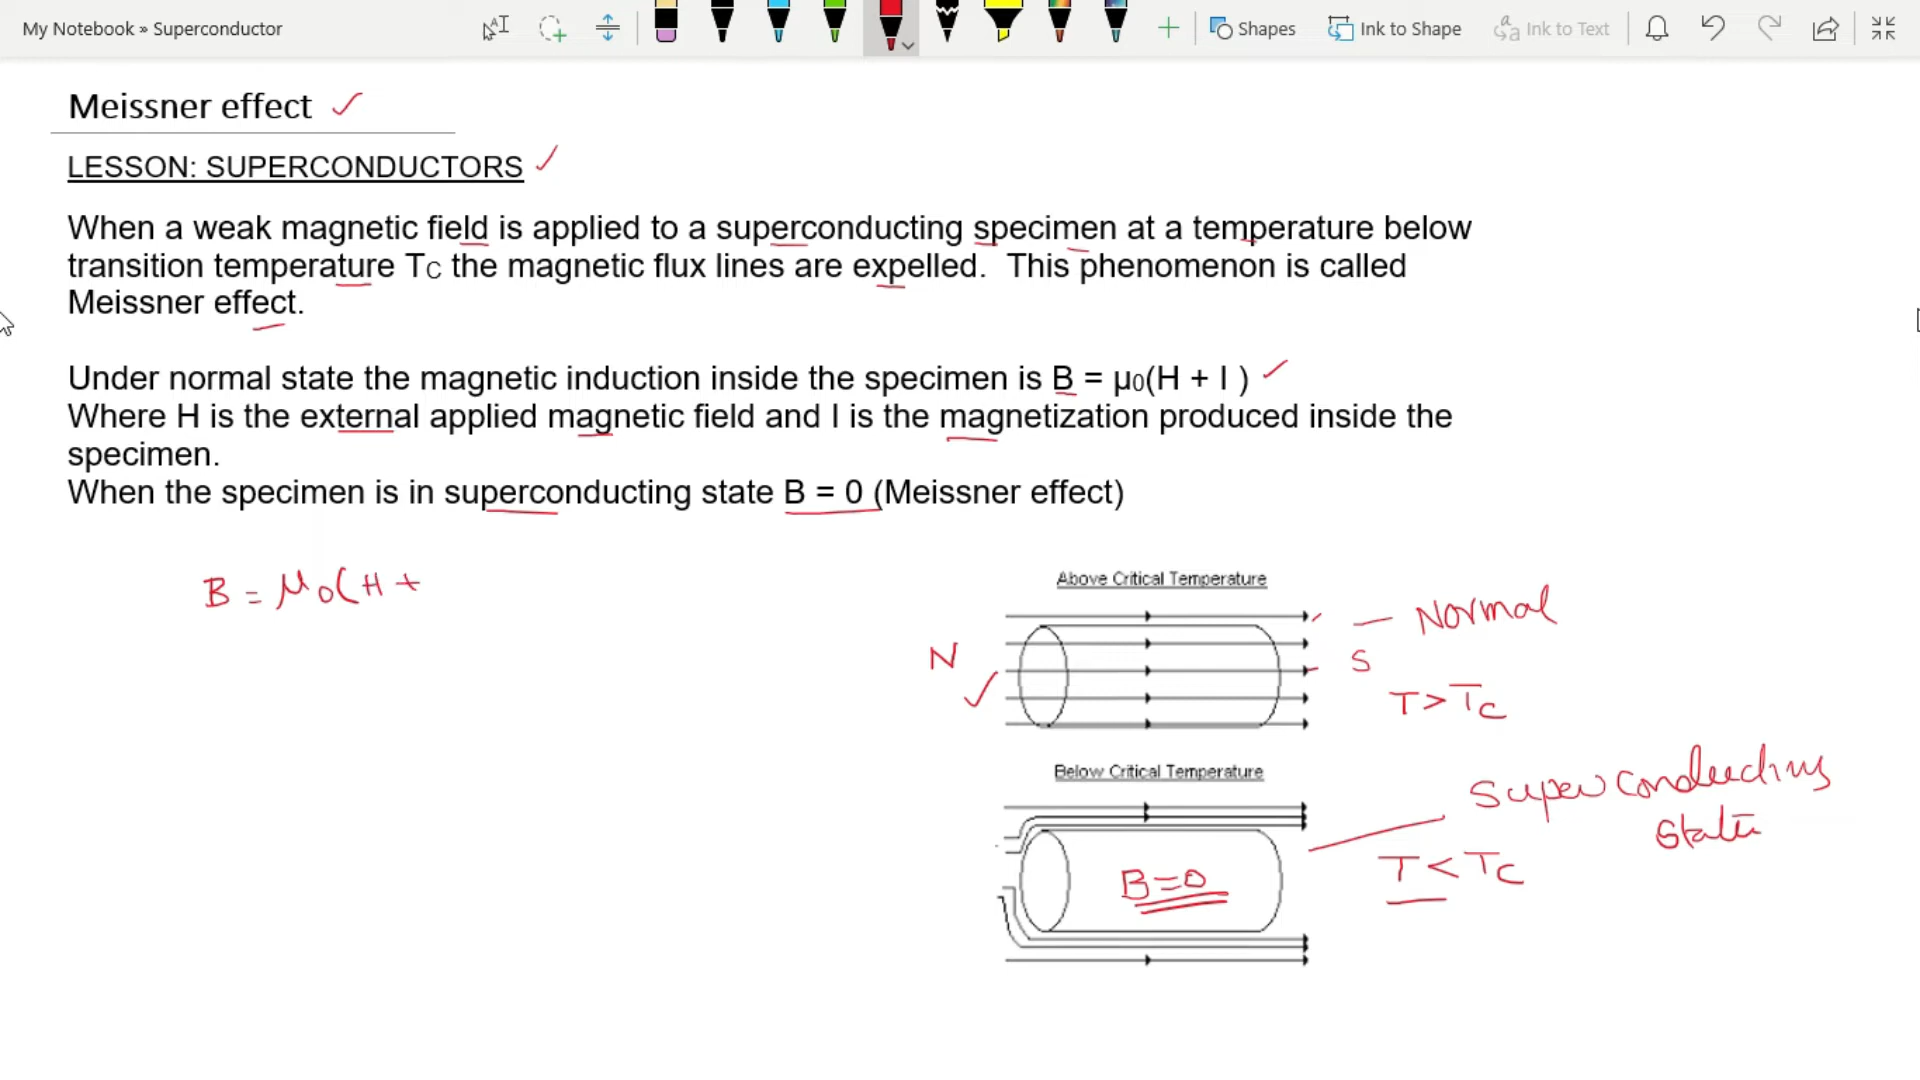 My Notebook » Superconductor
Shapes
Ink to Shape
Ink to Text
Meissner effect
LESSON: SUPERCONDUCTORS
When a weak magnetic field is applied to a superconducting specimen at a temperature below
transition temperature TC the magnetic flux lines are expelled. This phenomenon is called
Meissner effect.
Under normal state the magnetic induction inside the specimen is B = μ0(H + I )
Where H is the external applied magnetic field and I is the magnetization produced inside the
specimen.
When the specimen is in superconducting state B = 0 (Meissner effect)
B = μ0(H +
Above Critical Temperature
— Normal
N
S
T > TC
Below Critical Temperature
Superconducting
State
B=0
T < TC